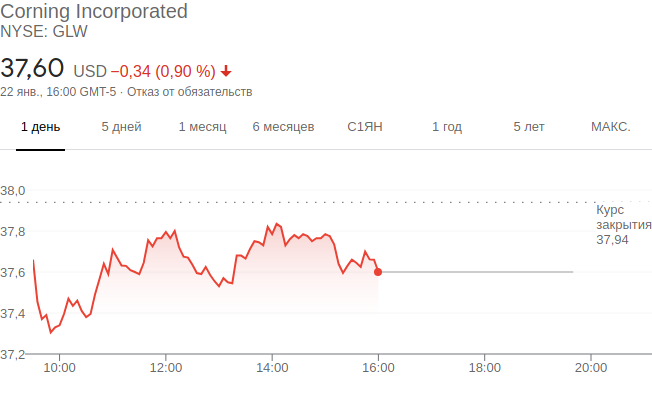 Corning Incorporated
NYSE: GLW
37,60 USD −0,34 (0,90 %)
22 янв., 16:00 GMT-5 · Отказ от обязательств
1 день 5 дней 1 месяц 6 месяцев С1ЯН 1 год 5 лет МАКС.
38,0
Курс
закрытия
37,94
37,8
37,6
37,4
37,2
10:00 12:00 14:00 16:00 18:00 20:00